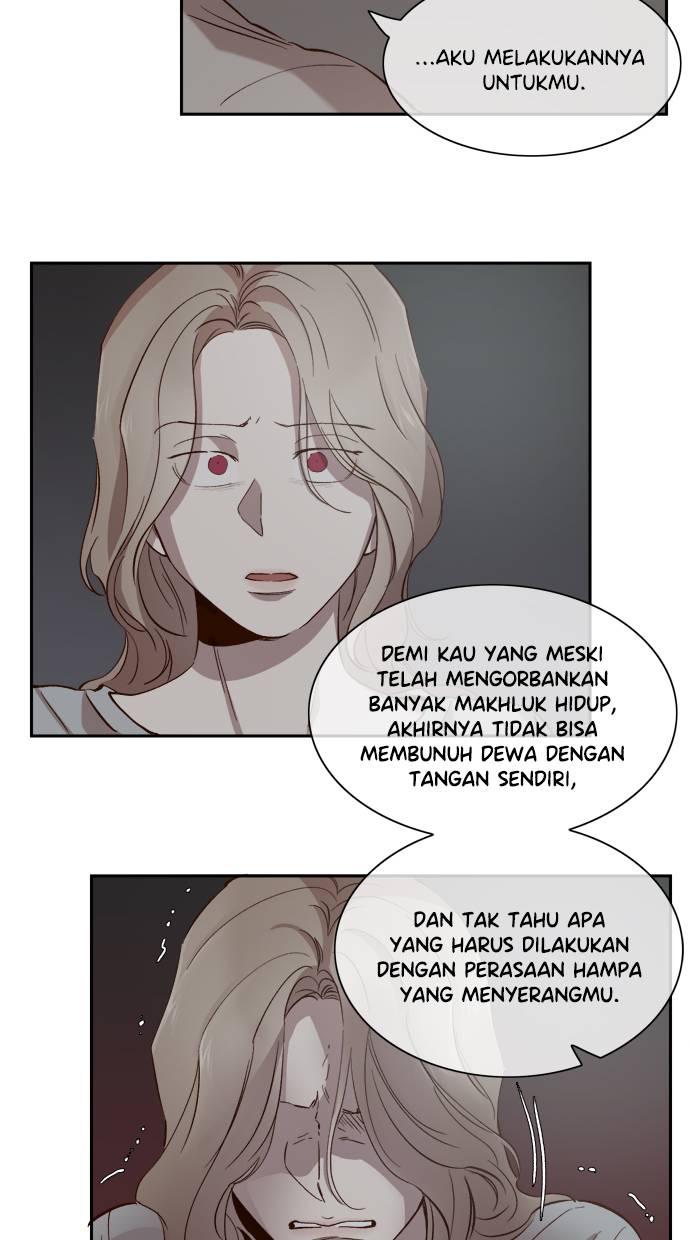 ...AKU MELAKUKANNYA
UNTUKMU.
DEMI KAU YANG MESKI
TELAH MENGORBANKAN
BANYAK MAKHLUK HIDUP,
AKHIRNYA TIDAK BISA
MEMBUNUH DEWA DENGAN
TANGAN SENDIRI,
DAN TAK TAHU APA
YANG HARUS DILAKUKAN
DENGAN PERASAAN HAMPA
YANG MENYERANGMU.